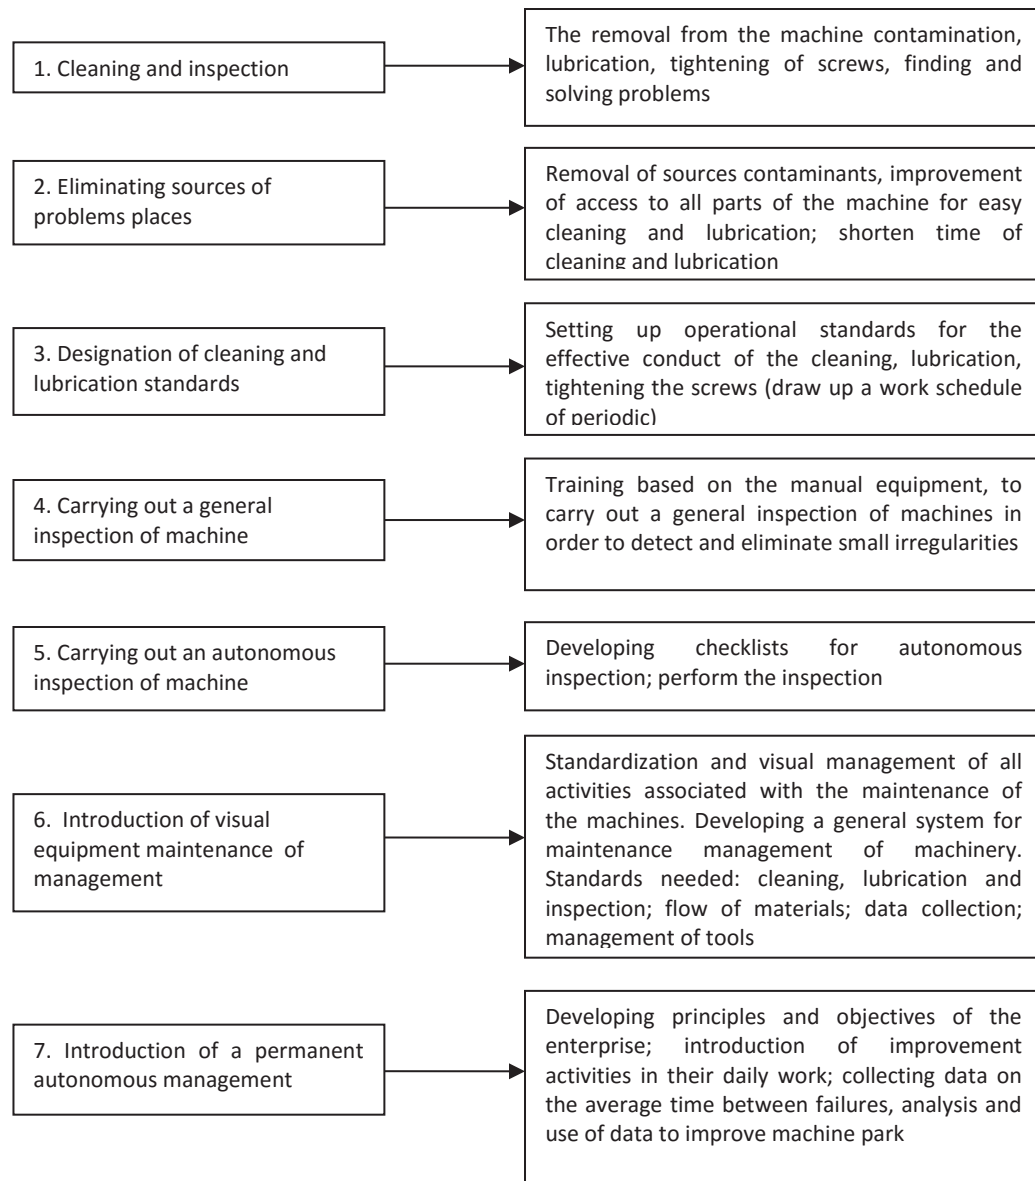 1. Cleaning and inspection
The removal from the machine contamination,
lubrication, tightening of screws, finding and
solving problems
2. Eliminating sources of
problems places
Removal of sources contaminants, improvement
of access to all parts of the machine for easy
cleaning and lubrication; shorten time of
cleaning and lubrication
3. Designation of cleaning and
lubrication standards
Setting up operational standards for the
effective conduct of the cleaning, lubrication,
tightening the screws (draw up a work schedule
of periodic)
4. Carrying out a general
inspection of machine
Training based on the manual equipment, to
carry out a general inspection of machines in
order to detect and eliminate small irregularities
5. Carrying out an autonomous
inspection of machine
Developing checklists for autonomous
inspection; perform the inspection
6. Introduction of visual
equipment maintenance of
management
Standardization and visual management of all
activities associated with the maintenance of
the machines. Developing a general system for
maintenance management of machinery.
Standards needed: cleaning, lubrication and
inspection; flow of materials; data collection;
management of tools
7. Introduction of a permanent
autonomous management
Developing principles and objectives of the
enterprise; introduction of improvement
activities in their daily work; collecting data on
the average time between failures, analysis and
use of data to improve machine park